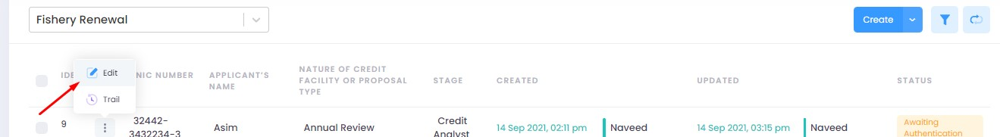 Fishery Renewal
Create
NATURE OF CREDIT
FACILITY OR PROPOSAL
TYPE
Edit
NIC NUMBER
APPLICANT'S
NAME
STAGE
CREATED
UPDATED
STATUS
Trail
9
32442-
3432234-3
Asim
Annual Review
Credit
Analyst
14 Sep 2021, 02:11 pm
Naveed
14 Sep 2021, 03:15 pm
Naveed
Awaiting
Authentication